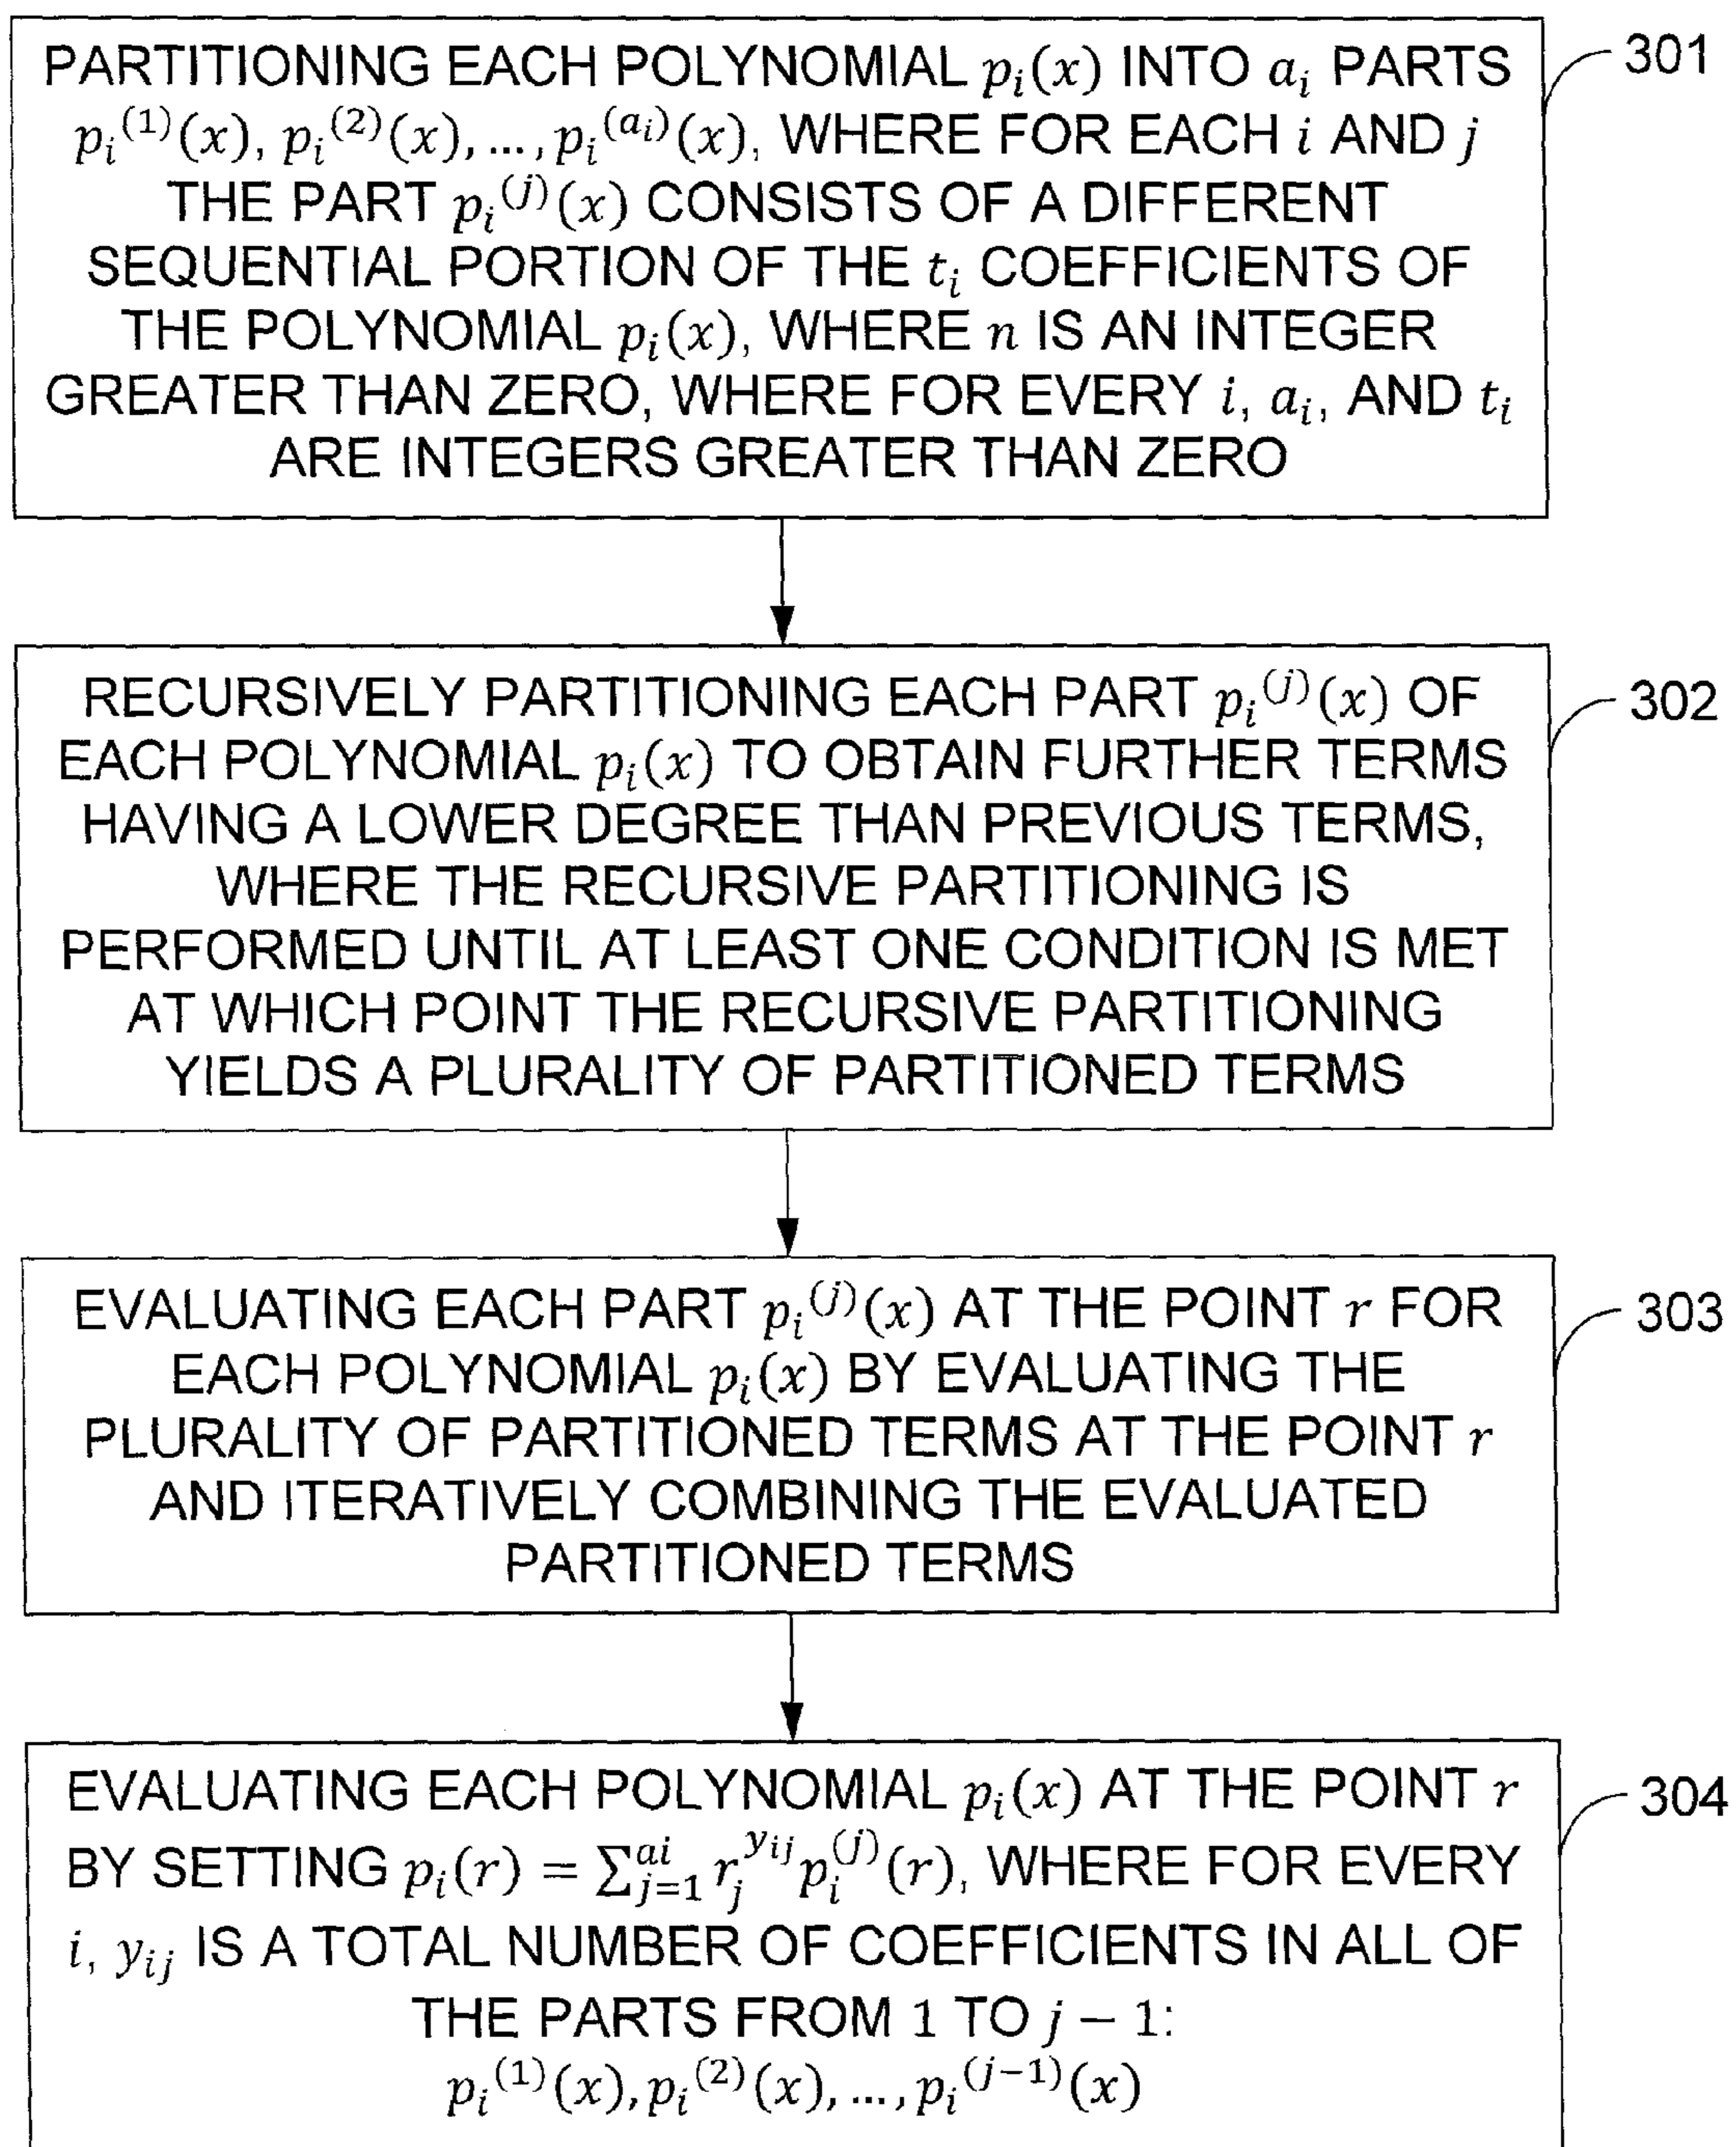 PARTITIONING EACH POLYNOMIAL pᵢ(x) INTO aᵢ PARTS
pᵢ⁽¹⁾(x), pᵢ⁽²⁾(x), …, pᵢ^(aᵢ)(x), WHERE FOR EACH i AND j
THE PART pᵢ^(j)(x) CONSISTS OF A DIFFERENT
SEQUENTIAL PORTION OF THE tᵢ COEFFICIENTS OF
THE POLYNOMIAL pᵢ(x), WHERE n IS AN INTEGER
GREATER THAN ZERO, WHERE FOR EVERY i, aᵢ, AND tᵢ
ARE INTEGERS GREATER THAN ZERO
301
RECURSIVELY PARTITIONING EACH PART pᵢ^(j)(x) OF
EACH POLYNOMIAL pᵢ(x) TO OBTAIN FURTHER TERMS
HAVING A LOWER DEGREE THAN PREVIOUS TERMS,
WHERE THE RECURSIVE PARTITIONING IS
PERFORMED UNTIL AT LEAST ONE CONDITION IS MET
AT WHICH POINT THE RECURSIVE PARTITIONING
YIELDS A PLURALITY OF PARTITIONED TERMS
302
EVALUATING EACH PART pᵢ^(j)(x) AT THE POINT r FOR
EACH POLYNOMIAL pᵢ(x) BY EVALUATING THE
PLURALITY OF PARTITIONED TERMS AT THE POINT r
AND ITERATIVELY COMBINING THE EVALUATED
PARTITIONED TERMS
303
EVALUATING EACH POLYNOMIAL pᵢ(x) AT THE POINT r
BY SETTING pᵢ(r) = ∑_{j=1}^{ai} r_j^{y_{ij}} p_i^{(j)}(r), WHERE FOR EVERY
i, y_{ij} IS A TOTAL NUMBER OF COEFFICIENTS IN ALL OF
THE PARTS FROM 1 TO j − 1:
pᵢ⁽¹⁾(x), pᵢ⁽²⁾(x), …, pᵢ^(j−1)(x)
304